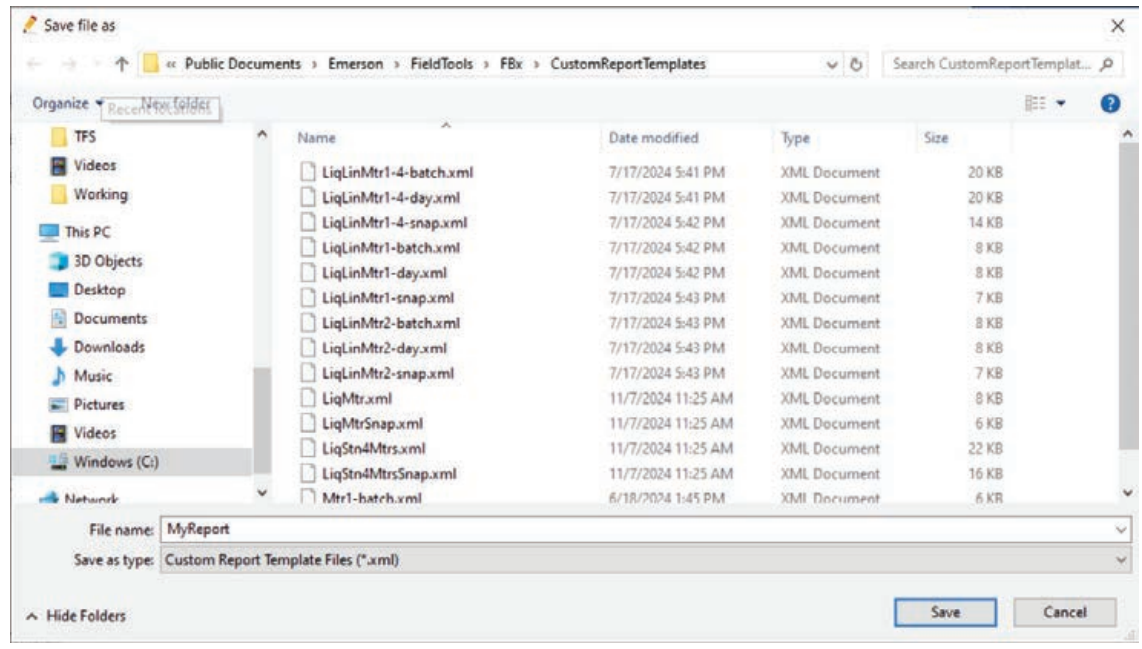 Save file as
« Public Documents › Emerson › FieldTools › FBx › CustomReportTemplates
Search CustomReportTemplat...
Organize New folder
Recent locations
Name Date modified Type Size
TFS
Videos
Working
This PC
3D Objects
Desktop
Documents
Downloads
Music
Pictures
Videos
Windows (C:)
Network
LiqLinMtr1-4-batch.xml 7/17/2024 5:41 PM XML Document 20 KB
LiqLinMtr1-4-day.xml 7/17/2024 5:41 PM XML Document 20 KB
LiqLinMtr1-4-snap.xml 7/17/2024 5:42 PM XML Document 14 KB
LiqLinMtr1-batch.xml 7/17/2024 5:42 PM XML Document 8 KB
LiqLinMtr1-day.xml 7/17/2024 5:42 PM XML Document 8 KB
LiqLinMtr1-snap.xml 7/17/2024 5:43 PM XML Document 7 KB
LiqLinMtr2-batch.xml 7/17/2024 5:43 PM XML Document 8 KB
LiqLinMtr2-day.xml 7/17/2024 5:43 PM XML Document 8 KB
LiqLinMtr2-snap.xml 7/17/2024 5:43 PM XML Document 7 KB
LiqMtr.xml 11/7/2024 11:25 AM XML Document 8 KB
LiqMtrSnap.xml 11/7/2024 11:25 AM XML Document 6 KB
LiqStn4Mtrs.xml 11/7/2024 11:25 AM XML Document 22 KB
LiqStn4MtrsSnap.xml 11/7/2024 11:25 AM XML Document 16 KB
Mtr1-batch.xml 6/18/2024 1:45 PM XML Document 6 KB
File name: MyReport
Save as type: Custom Report Template Files (*.xml)
Hide Folders
Save
Cancel